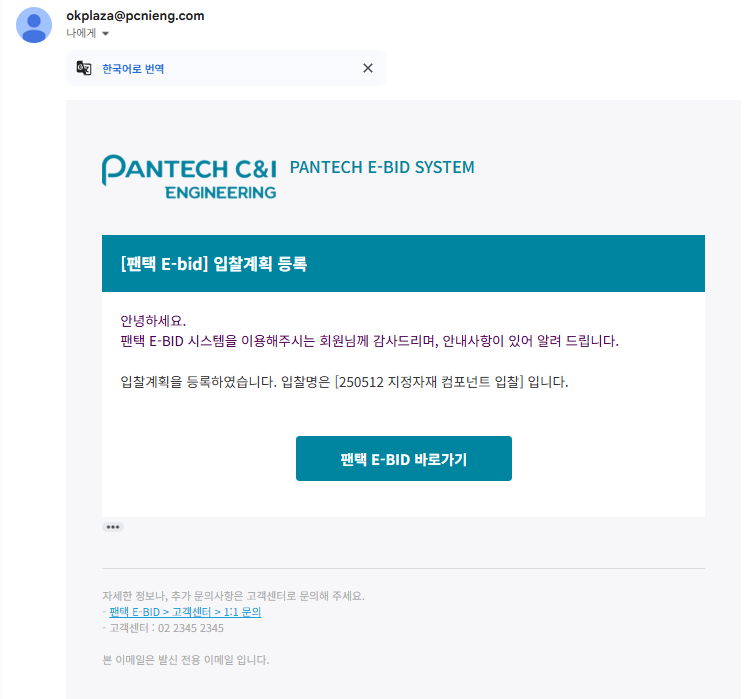 okplaza@pcnieng.com
나에게
한국어로 번역
PANTECH C&I
ENGINEERING
PANTECH E-BID SYSTEM
[팬택 E-bid] 입찰계획 등록
안녕하세요.
팬택 E-BID 시스템을 이용해주시는 회원님께 감사드리며, 안내사항이 있어 알려 드립니다.
입찰계획을 등록하였습니다. 입찰명은 [250512 지정자재 컴포넌트 입찰] 입니다.
팬택 E-BID 바로가기
자세한 정보나, 추가 문의사항은 고객센터로 문의해 주세요.
- 팬택 E-BID > 고객센터 > 1:1 문의
- 고객센터 : 02 2345 2345
본 이메일은 발신 전용 이메일 입니다.